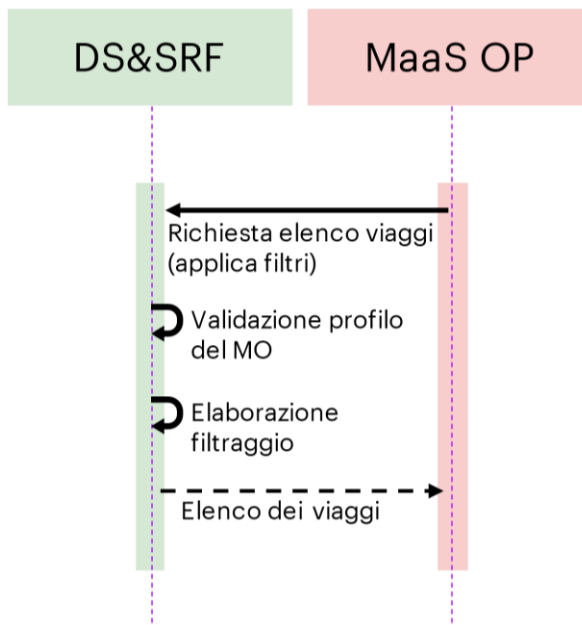 DS&SRF
MaaS OP
Richiesta elenco viaggi
(applica filtri)
Validazione profilo
del MO
Elaborazione
filtraggio
Elenco dei viaggi